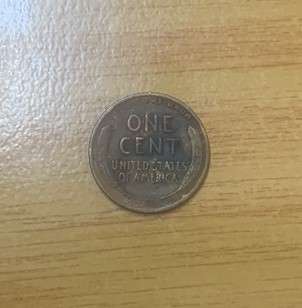 ONE
CENT
UNITED STATES
OF AMERICA